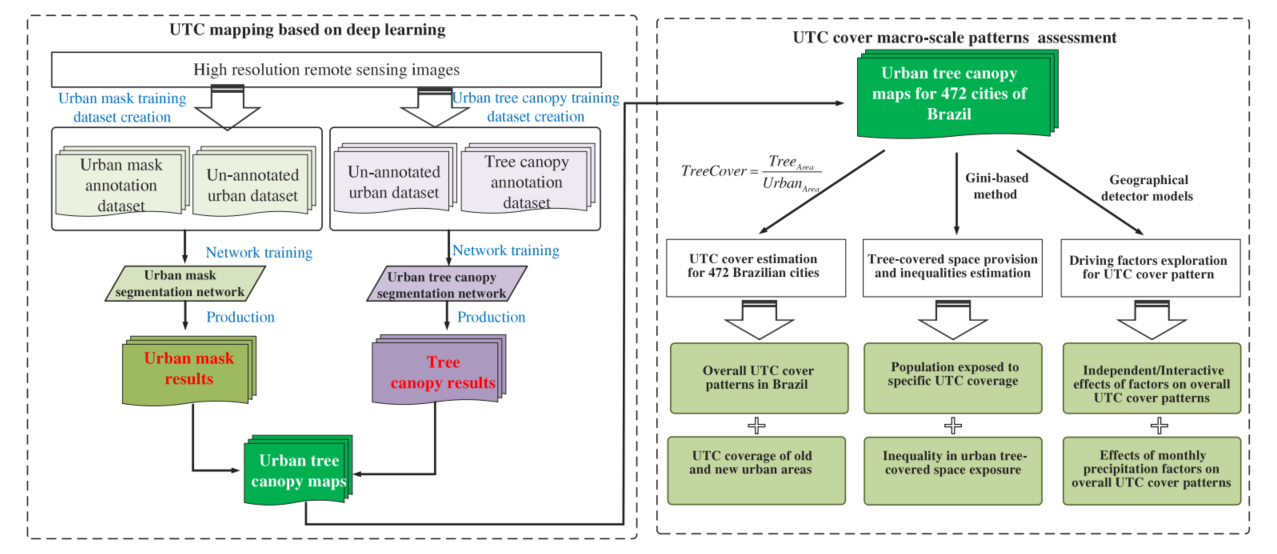 UTC mapping based on deep learning
High resolution remote sensing images
Urban mask training
dataset creation
Urban tree canopy training
dataset creation
Urban mask
annotation
dataset
Un-annotated
urban dataset
Un-annotated
urban dataset
Tree canopy
annotation
dataset
Network training
Network training
Urban mask
segmentation network
Urban tree canopy
segmentation network
Production
Production
Urban mask
results
Tree
canopy results
Urban tree
canopy maps
UTC cover macro-scale patterns assessment
Urban tree canopy
maps for 472 cities of
Brazil
TreeCover = Tree_Area / Urban_Area
Gini-based
method
Geographical
detector models
UTC cover estimation
for 472 Brazilian cities
Tree-covered space provision
and inequalities estimation
Driving factors exploration
for UTC cover pattern
Overall UTC cover
patterns in Brazil
Population exposed to
specific UTC coverage
Independent/Interactive
effects of factors on overall
UTC cover patterns
UTC coverage of old
and new urban areas
Inequality in urban tree-
covered space exposure
Effects of monthly
precipitation factors on
overall UTC cover patterns